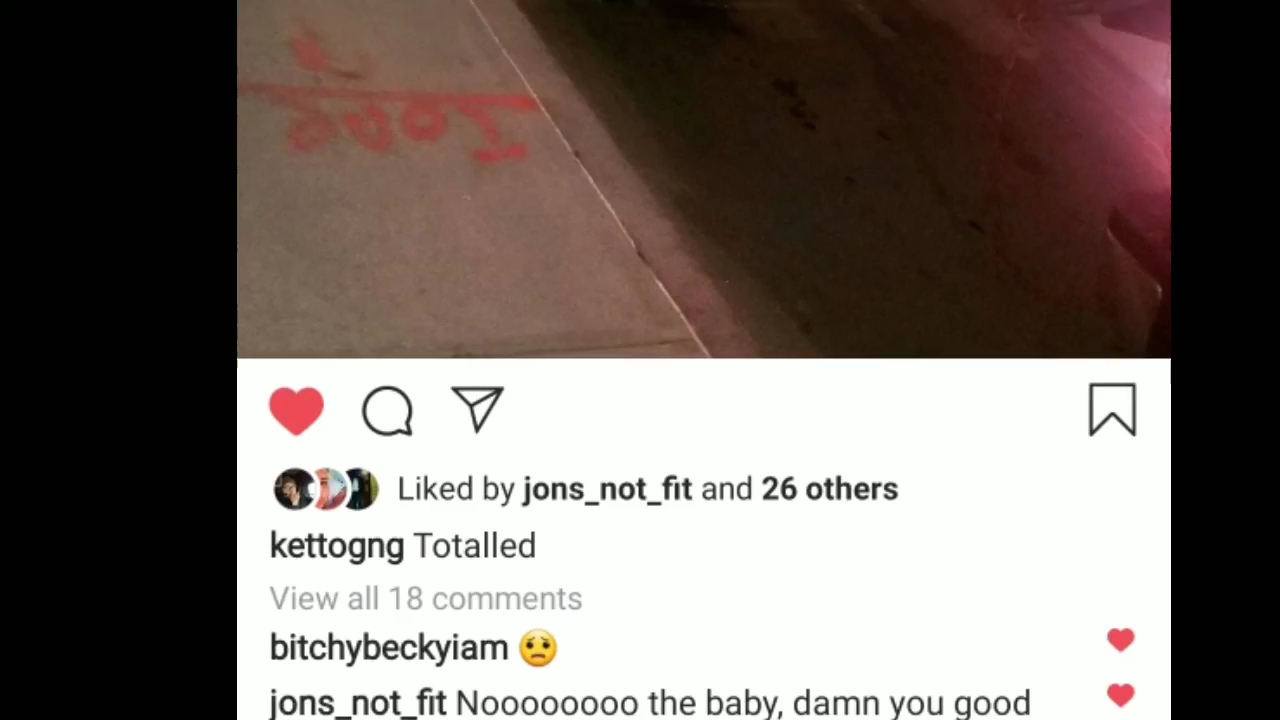 Liked by jons_not_fit and 26 others
kettogng Totalled
View all 18 comments
bitchybeckyiam 😟
jons_not_fit Noooooooo the baby, damn you good